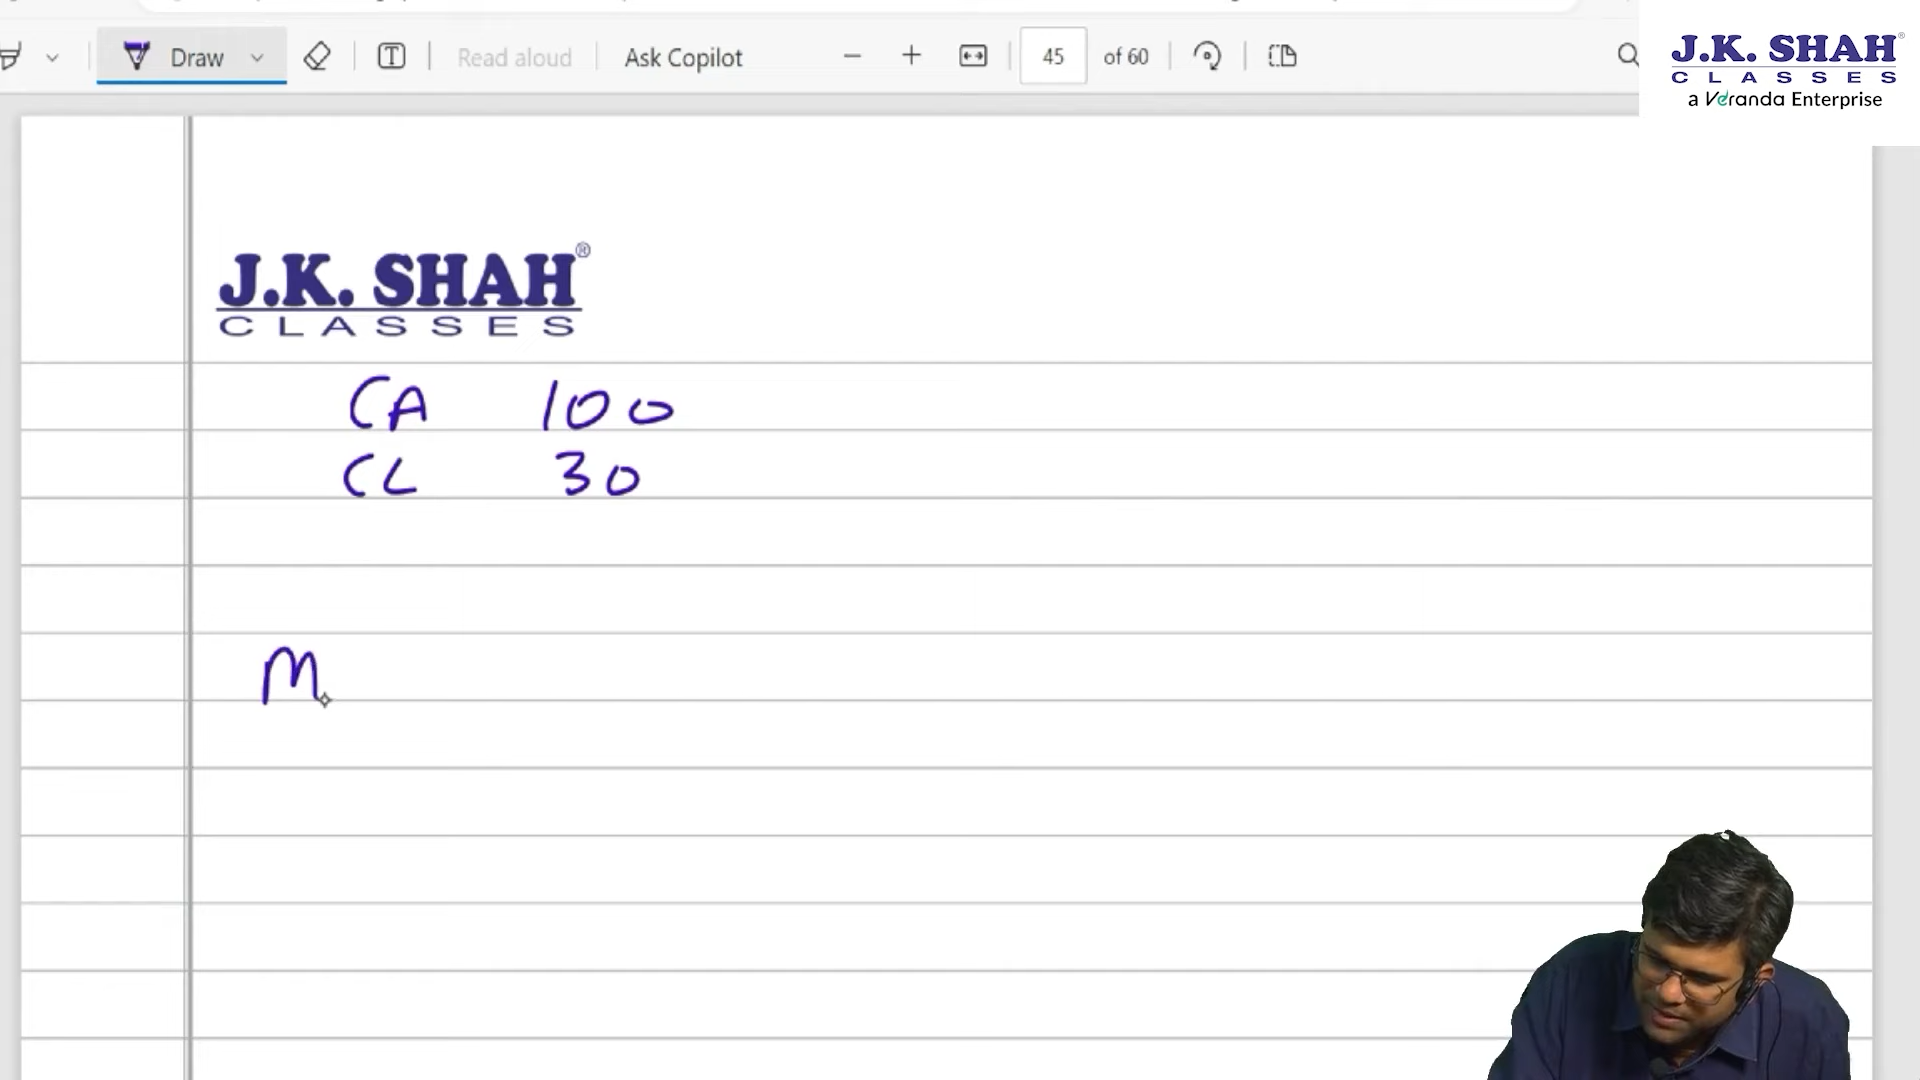 Draw Read aloud Ask Copilot 45 of 60
J.K. SHAH®
CLASSES
a Veranda Enterprise
J.K. SHAH®
CLASSES
CA 100
CL 30
M